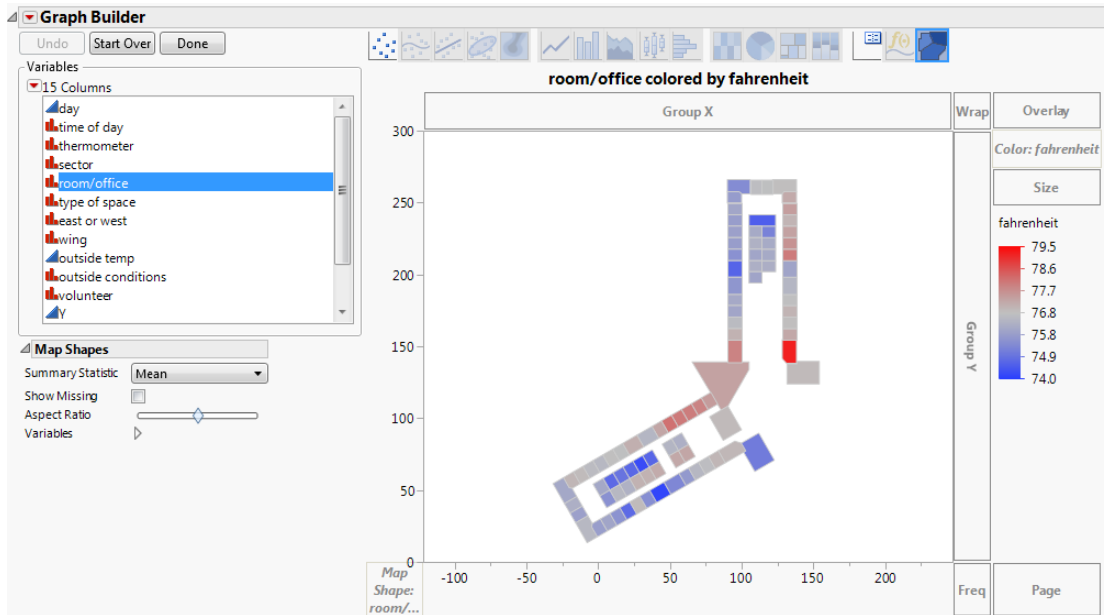 Graph Builder
Undo
Start Over
Done
Variables
15 Columns
day
time of day
thermometer
sector
room/office
type of space
east or west
wing
outside temp
outside conditions
volunteer
Y
Map Shapes
Summary Statistic
Mean
Show Missing
Aspect Ratio
Variables
room/office colored by fahrenheit
Group X
Wrap
Overlay
Color: fahrenheit
Size
fahrenheit
79.5
78.6
77.7
76.8
75.8
74.9
74.0
Group Y
300
250
200
150
100
50
0
-100
-50
0
50
100
150
200
Map
Shape:
room/...
Freq
Page